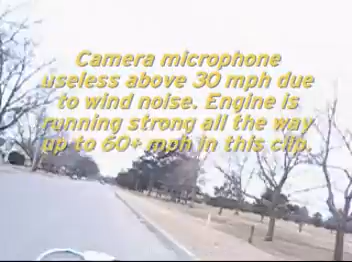 Camera microphone
useless above 30 mph due
to wind noise. Engine is
running strong all the way
up to 60+ mph in this clip.